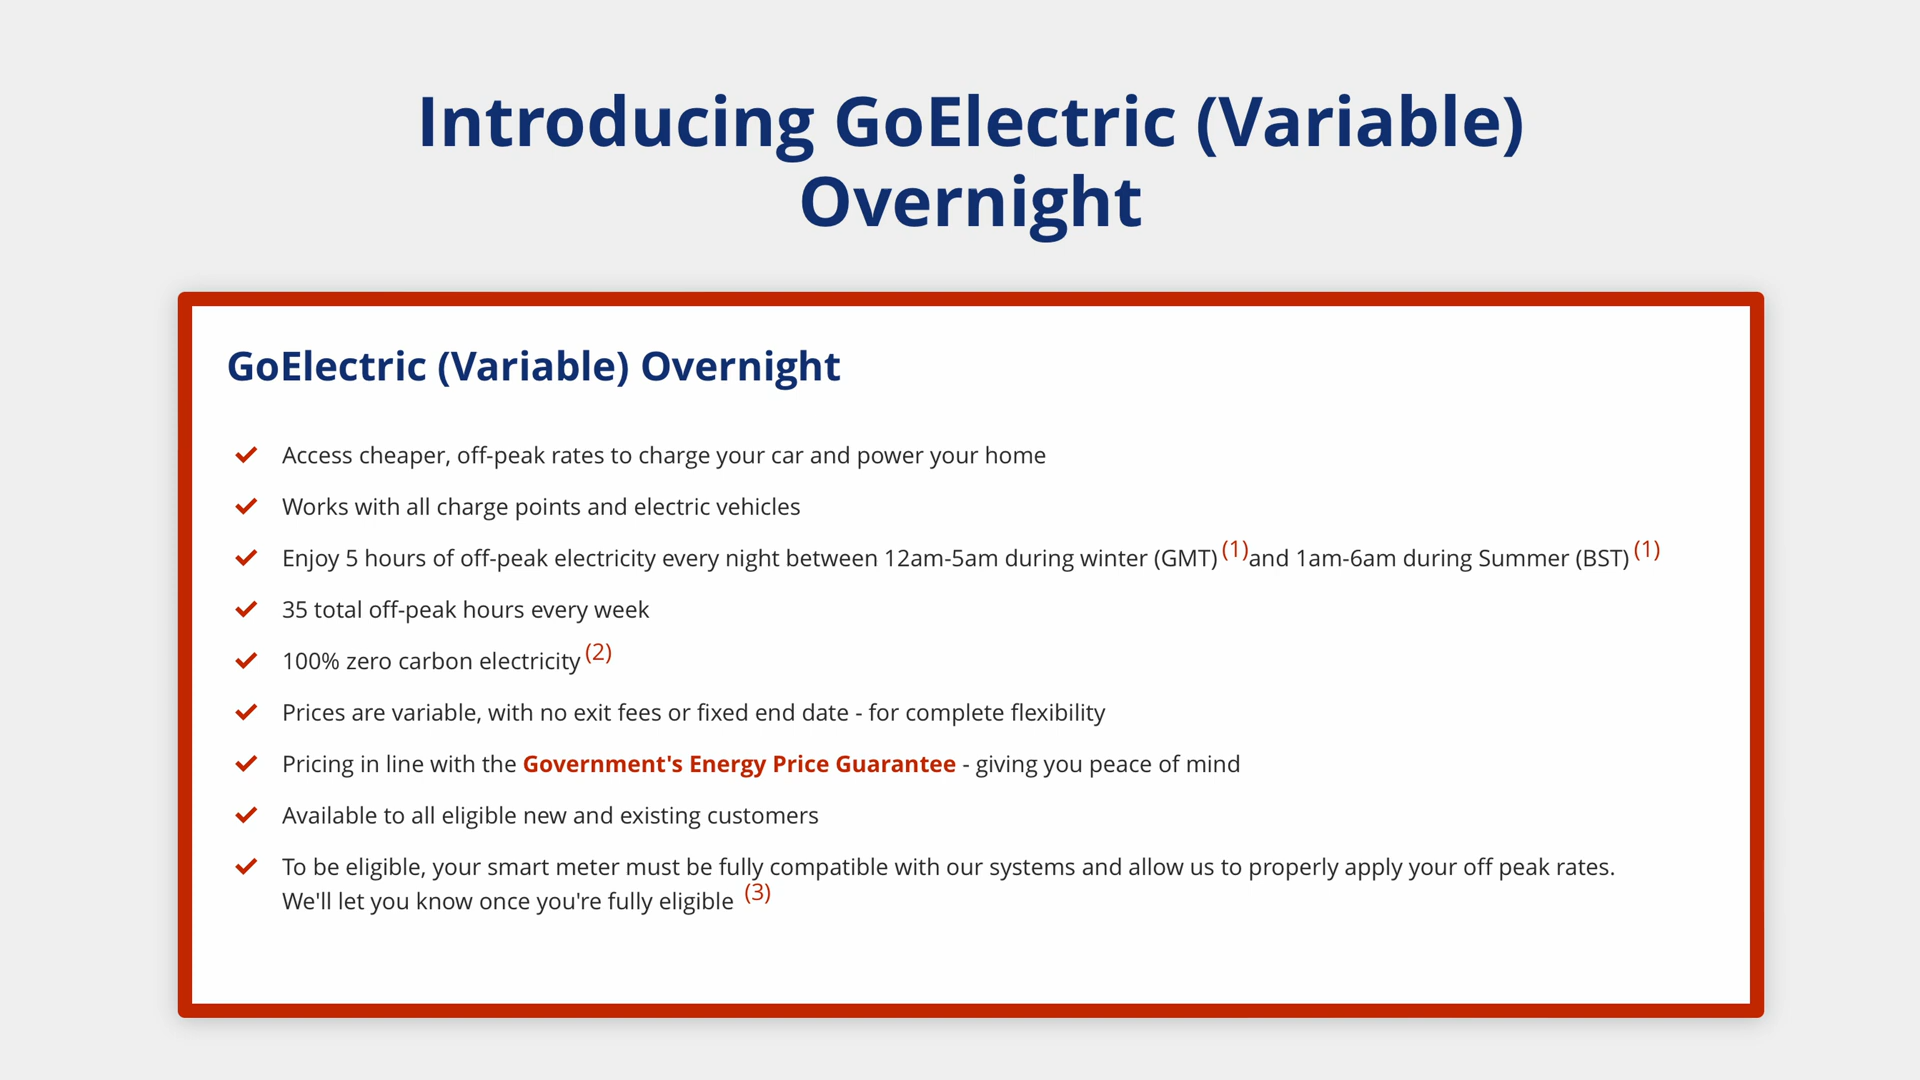 Introducing GoElectric (Variable)
Overnight
GoElectric (Variable) Overnight
Access cheaper, off-peak rates to charge your car and power your home
Works with all charge points and electric vehicles
Enjoy 5 hours of off-peak electricity every night between 12am-5am during winter (GMT) (1)and 1am-6am during Summer (BST) (1)
35 total off-peak hours every week
100% zero carbon electricity (2)
Prices are variable, with no exit fees or fixed end date - for complete flexibility
Pricing in line with the Government's Energy Price Guarantee - giving you peace of mind
Available to all eligible new and existing customers
To be eligible, your smart meter must be fully compatible with our systems and allow us to properly apply your off peak rates.
We'll let you know once you're fully eligible (3)